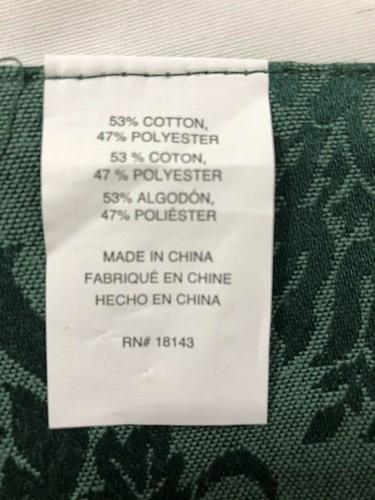 53% COTTON,
47% POLYESTER
53 % COTON,
47 % POLYESTER
53% ALGODÓN,
47% POLIÉSTER
MADE IN CHINA
FABRIQUÉ EN CHINE
HECHO EN CHINA
RN# 18143